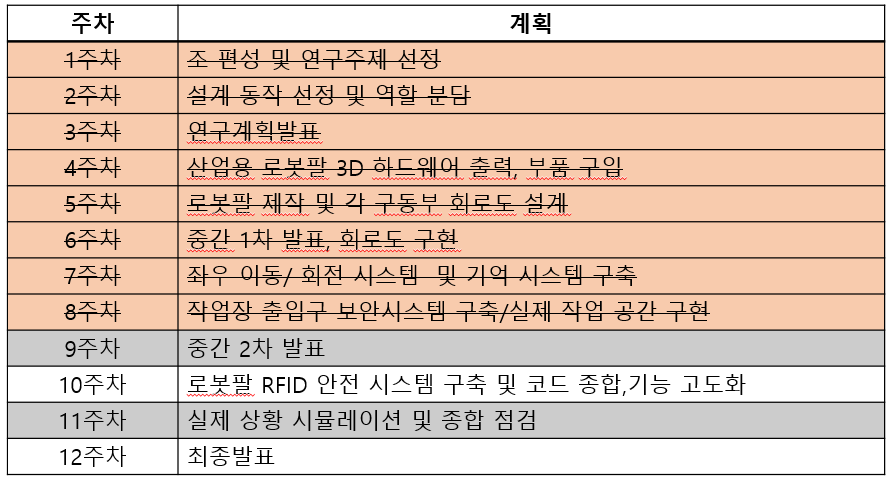 주차 계획
1주차 조 편성 및 연구주제 선정
2주차 설계 동작 선정 및 역할 분담
3주차 연구계획발표
4주차 산업용 로봇팔 3D 하드웨어 출력, 부품 구입
5주차 로봇팔 제작 및 각 구동부 회로도 설계
6주차 중간 1차 발표, 회로도 구현
7주차 좌우 이동/ 회전 시스템 및 기억 시스템 구축
8주차 작업장 출입구 보안시스템 구축/실제 작업 공간 구현
9주차 중간 2차 발표
10주차 로봇팔 RFID 안전 시스템 구축 및 코드 종합,기능 고도화
11주차 실제 상황 시뮬레이션 및 종합 점검
12주차 최종발표